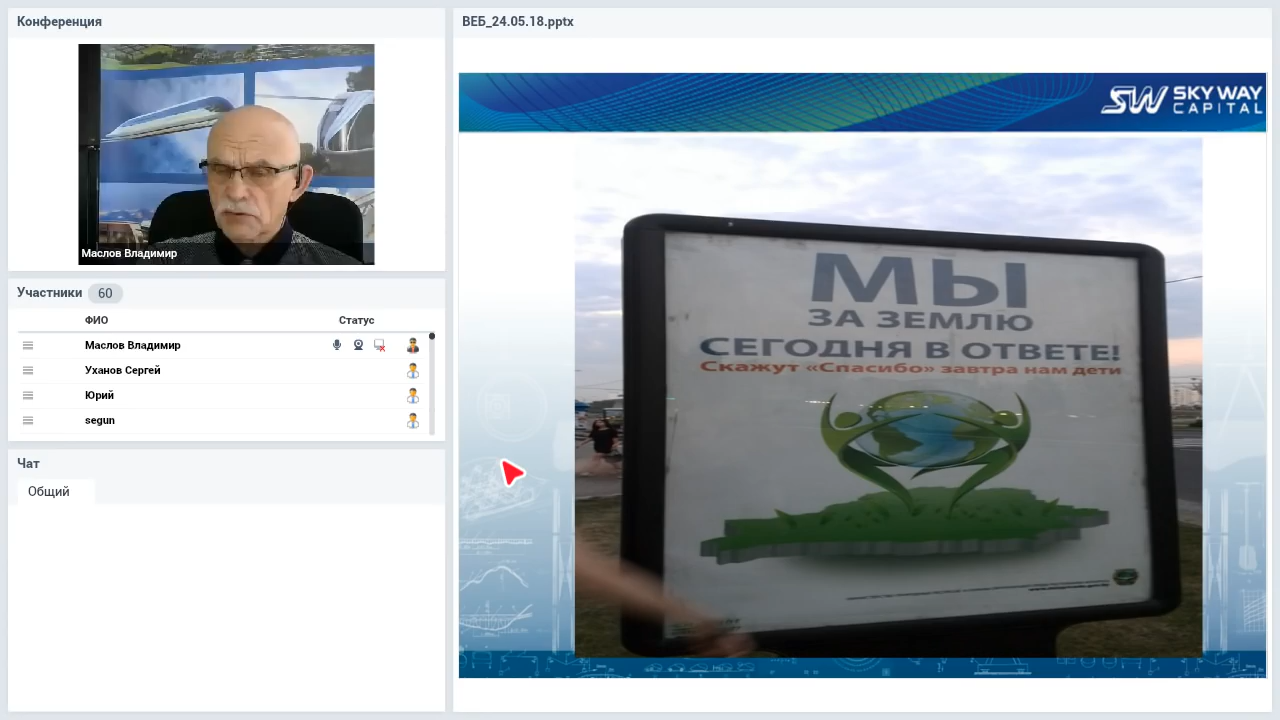 Конференция
Маслов Владимир
Участники 60
ФИО Статус
Маслов Владимир
Уханов Сергей
Юрий
segun
Чат
Общий
ВЕБ_24.05.18.pptx
SW SKY WAY
CAPITAL
МЫ
ЗА ЗЕМЛЮ
СЕГОДНЯ В ОТВЕТЕ!
Скажут «Спасибо» завтра нам дети